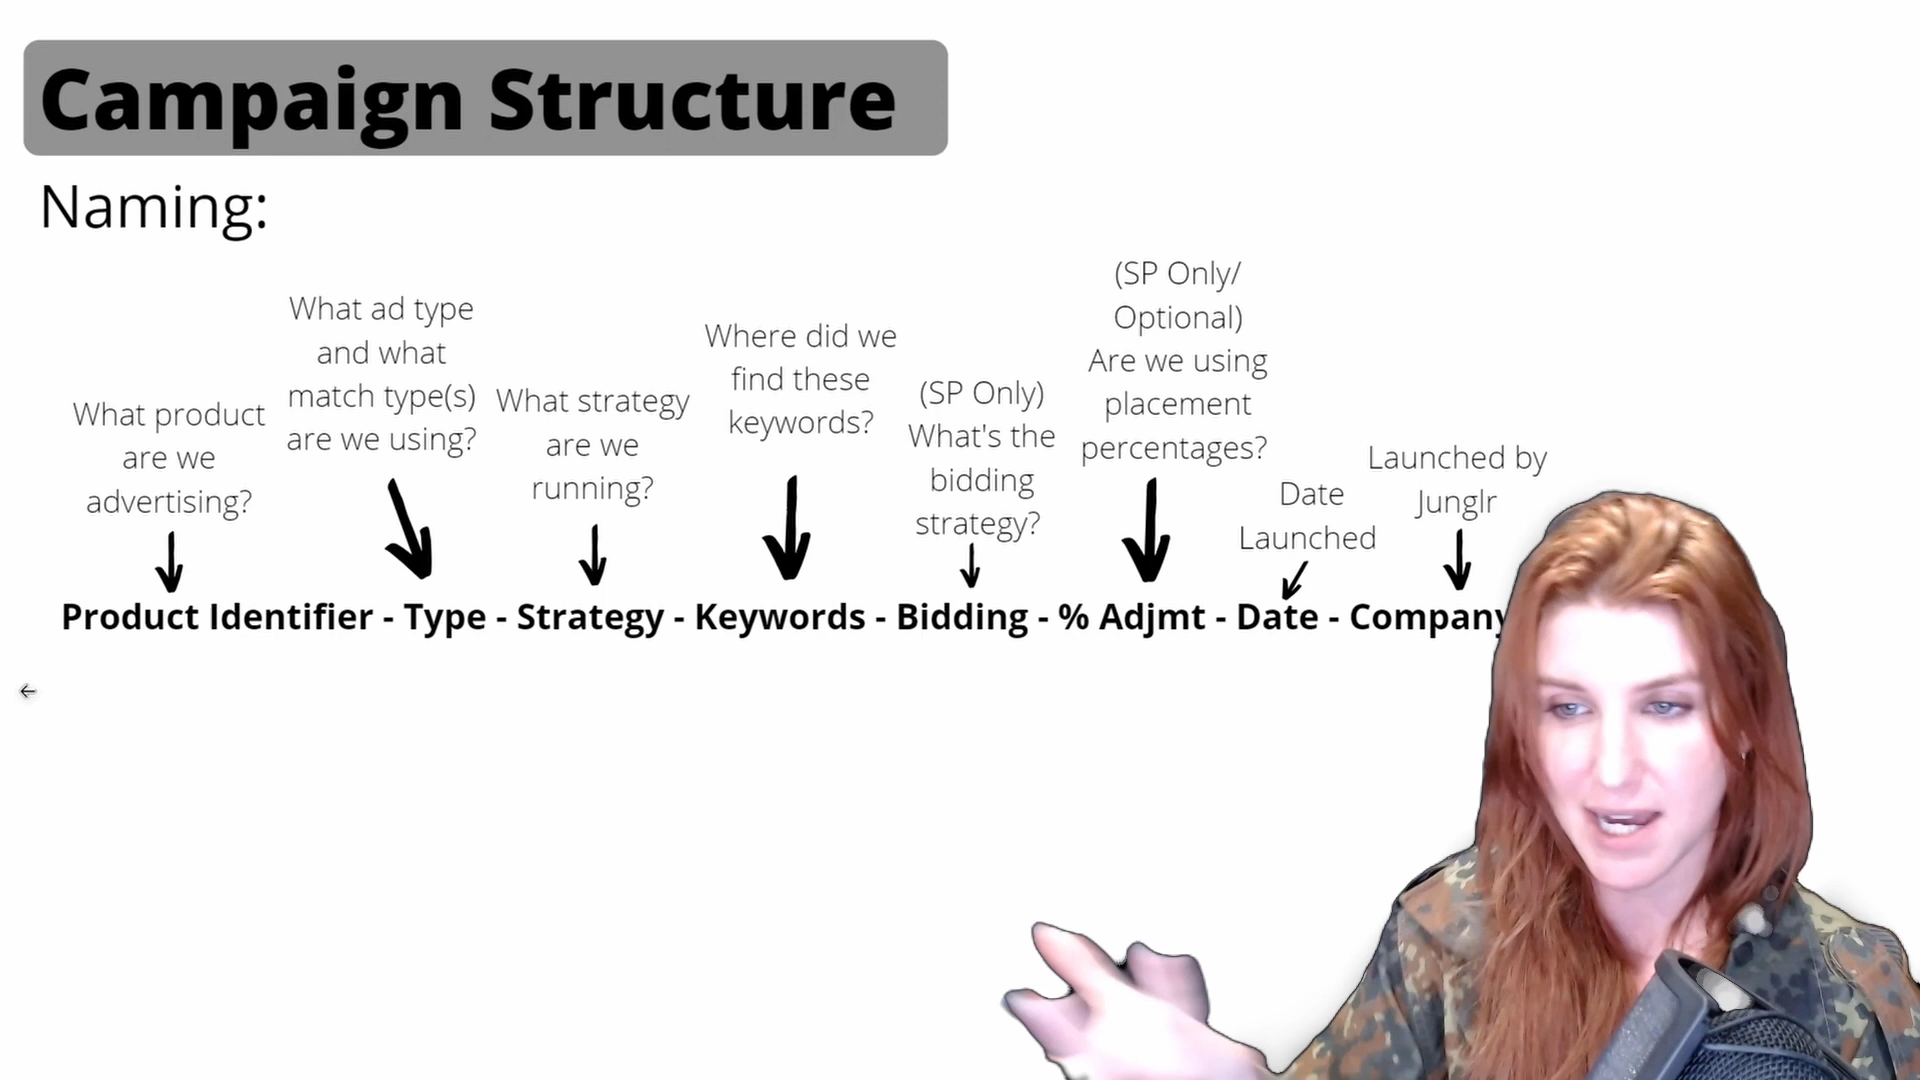 Campaign Structure
Naming:
What product
are we
advertising?
What ad type
and what
match type(s)
are we using?
What strategy
are we
running?
Where did we
find these
keywords?
(SP Only)
What's the
bidding
strategy?
(SP Only/
Optional)
Are we using
placement
percentages?
Date
Launched
Launched by
Junglr
Product Identifier - Type - Strategy - Keywords - Bidding - % Adjmt - Date - Company